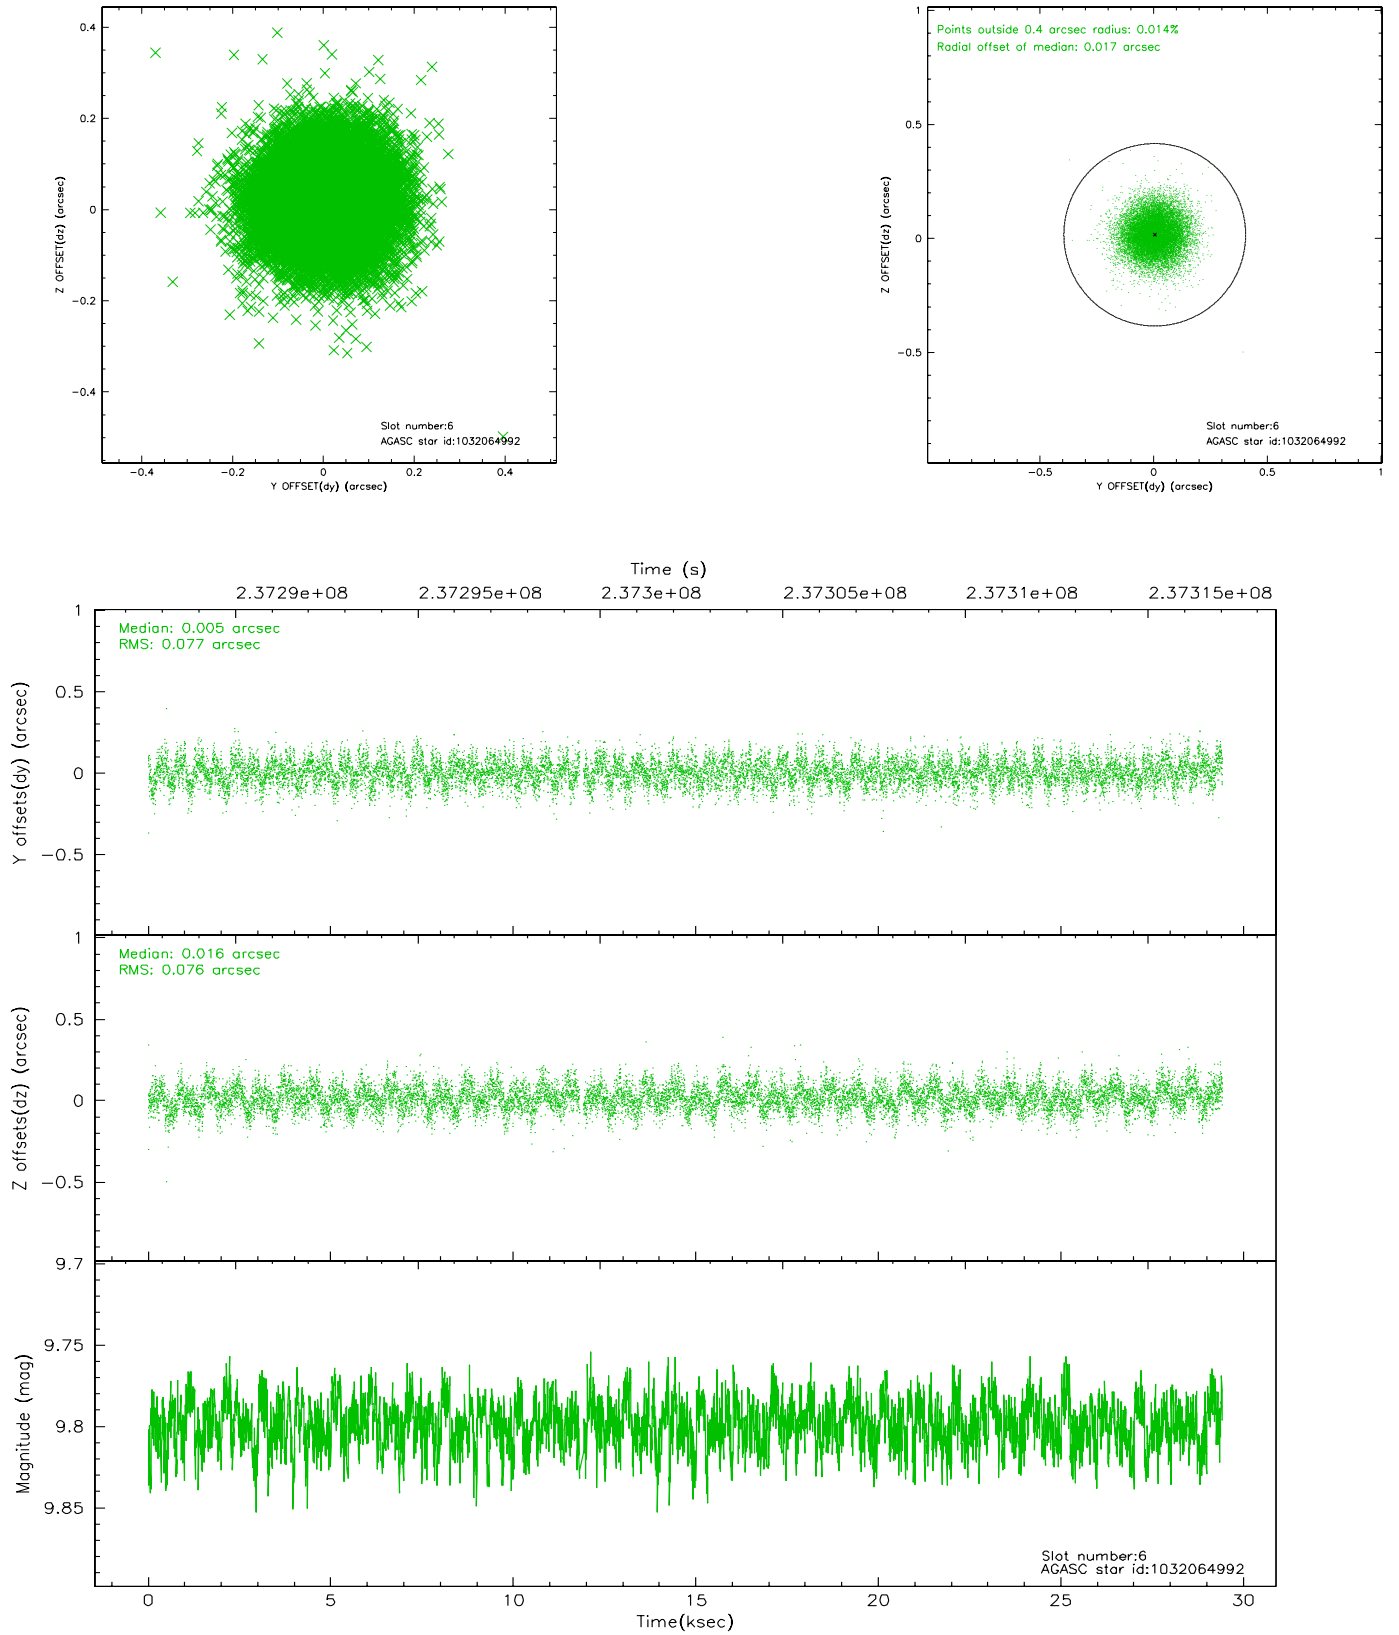 0.4
0.2
0
−0.2
−0.4
Z OFFSET(dz) (arcsec)
−0.4
−0.2
0
0.2
0.4
Y OFFSET(dy) (arcsec)
Slot number:6
AGASC star id:1032064992
Points outside 0.4 arcsec radius: 0.014%
Radial offset of median: 0.017 arcsec
1
0.5
0
−0.5
Z OFFSET(dz) (arcsec)
−0.5
0
0.5
1
Y OFFSET(dy) (arcsec)
Slot number:6
AGASC star id:1032064992
Time (s)
2.3729e+08
2.37295e+08
2.373e+08
2.37305e+08
2.3731e+08
2.37315e+08
Median: 0.005 arcsec
RMS: 0.077 arcsec
1
0.5
0
−0.5
Y offsets(dy) (arcsec)
Median: 0.016 arcsec
RMS: 0.076 arcsec
1
0.5
0
−0.5
Z offsets(dz) (arcsec)
9.7
9.75
9.8
9.85
Magnitude (mag)
Slot number:6
AGASC star id:1032064992
0
5
10
15
20
25
30
Time(ksec)